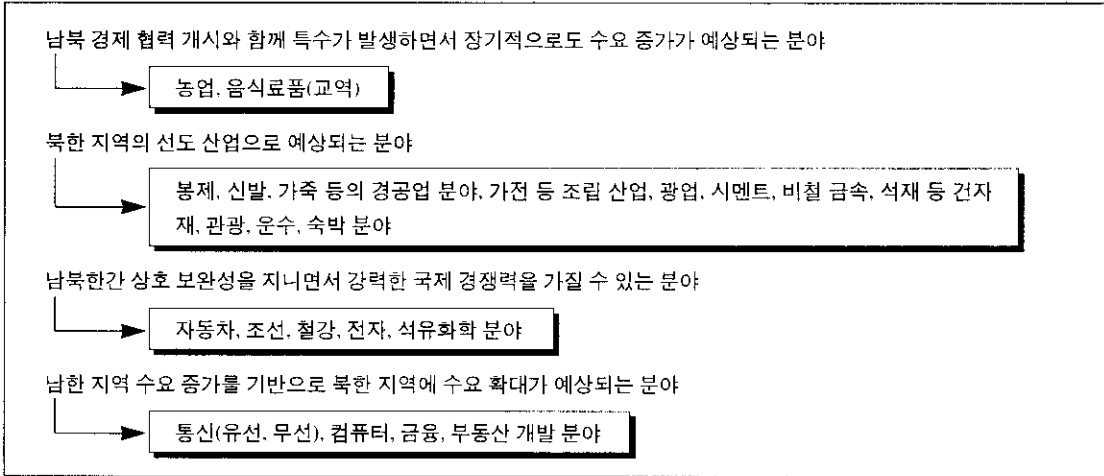 남북 경제 협력 개시와 함께 특수가 발생하면서 장기적으로도 수요 증가가 예상되는 분야
농업, 음식료품(교역)
북한 지역의 선도 산업으로 예상되는 분야
봉제, 신발, 가죽 등의 경공업 분야, 가전 등 조립 산업, 광업, 시멘트, 비철 금속, 석재 등 건자
재, 관광, 운수, 숙박 분야
남북한간 상호 보완성을 지니면서 강력한 국제 경쟁력을 가질 수 있는 분야
자동차, 조선, 철강, 전자, 석유화학 분야
남한 지역 수요 증가를 기반으로 북한 지역에 수요 확대가 예상되는 분야
통신(유선, 무선), 컴퓨터, 금융, 부동산 개발 분야